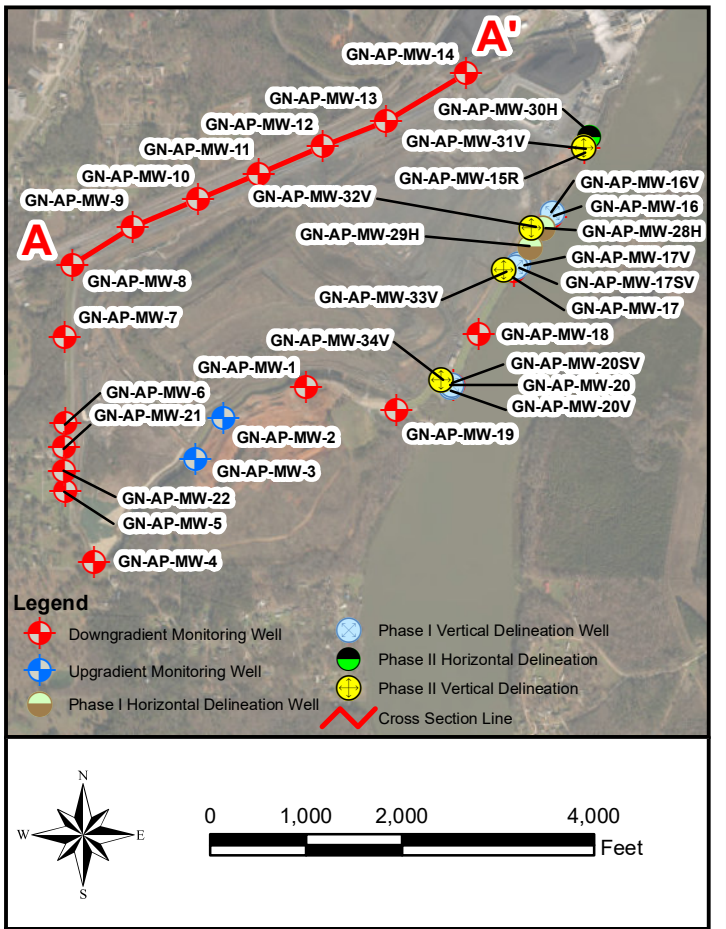 A'
GN-AP-MW-14
GN-AP-MW-13
GN-AP-MW-30H
GN-AP-MW-12
GN-AP-MW-31V
GN-AP-MW-11
GN-AP-MW-10
GN-AP-MW-15R
GN-AP-MW-16V
GN-AP-MW-9
GN-AP-MW-32V
GN-AP-MW-16
A
GN-AP-MW-29H
GN-AP-MW-28H
GN-AP-MW-17V
GN-AP-MW-8
GN-AP-MW-17SV
GN-AP-MW-33V
GN-AP-MW-17
GN-AP-MW-7
GN-AP-MW-18
GN-AP-MW-34V
GN-AP-MW-1
GN-AP-MW-20SV
GN-AP-MW-6
GN-AP-MW-20
GN-AP-MW-21
GN-AP-MW-20V
GN-AP-MW-2
GN-AP-MW-19
GN-AP-MW-3
GN-AP-MW-22
GN-AP-MW-5
GN-AP-MW-4
Legend
Downgradient Monitoring Well
Upgradient Monitoring Well
Phase I Horizontal Delineation Well
Phase I Vertical Delineation Well
Phase II Horizontal Delineation
Phase II Vertical Delineation
Cross Section Line
N
W
E
S
0 1,000 2,000 4,000
Feet